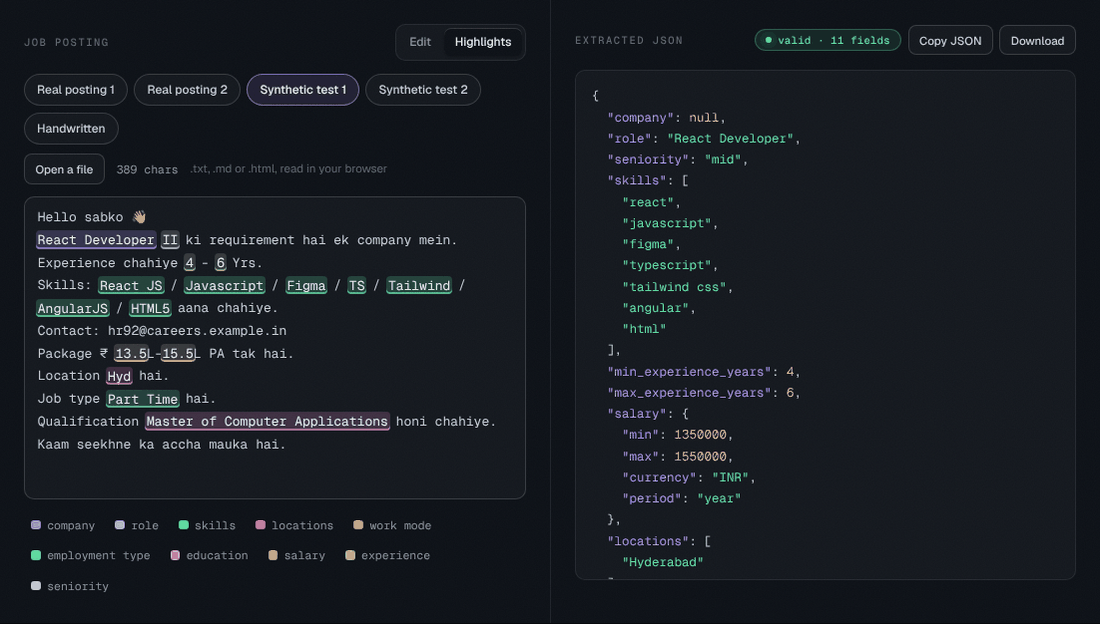 JOB POSTING
Edit Highlights
Real posting 1 Real posting 2 Synthetic test 1 Synthetic test 2
Handwritten
Open a file 389 chars .txt, .md or .html, read in your browser
Hello sabko 👋🏽
React Developer II ki requirement hai ek company mein.
Experience chahiye 4 - 6 Yrs.
Skills: React JS / Javascript / Figma / TS / Tailwind /
AngularJS / HTML5 aana chahiye.
Contact: hr92@careers.example.in
Package ₹ 13.5L-15.5L PA tak hai.
Location Hyd hai.
Job type Part Time hai.
Qualification Master of Computer Applications honi chahiye.
Kaam seekhne ka accha mauka hai.
company role skills locations work mode
employment type education salary experience
seniority
EXTRACTED JSON
valid · 11 fields Copy JSON Download
{
"company": null,
"role": "React Developer",
"seniority": "mid",
"skills": [
"react",
"javascript",
"figma",
"typescript",
"tailwind css",
"angular",
"html"
],
"min_experience_years": 4,
"max_experience_years": 6,
"salary": {
"min": 1350000,
"max": 1550000,
"currency": "INR",
"period": "year"
},
"locations": [
"Hyderabad"